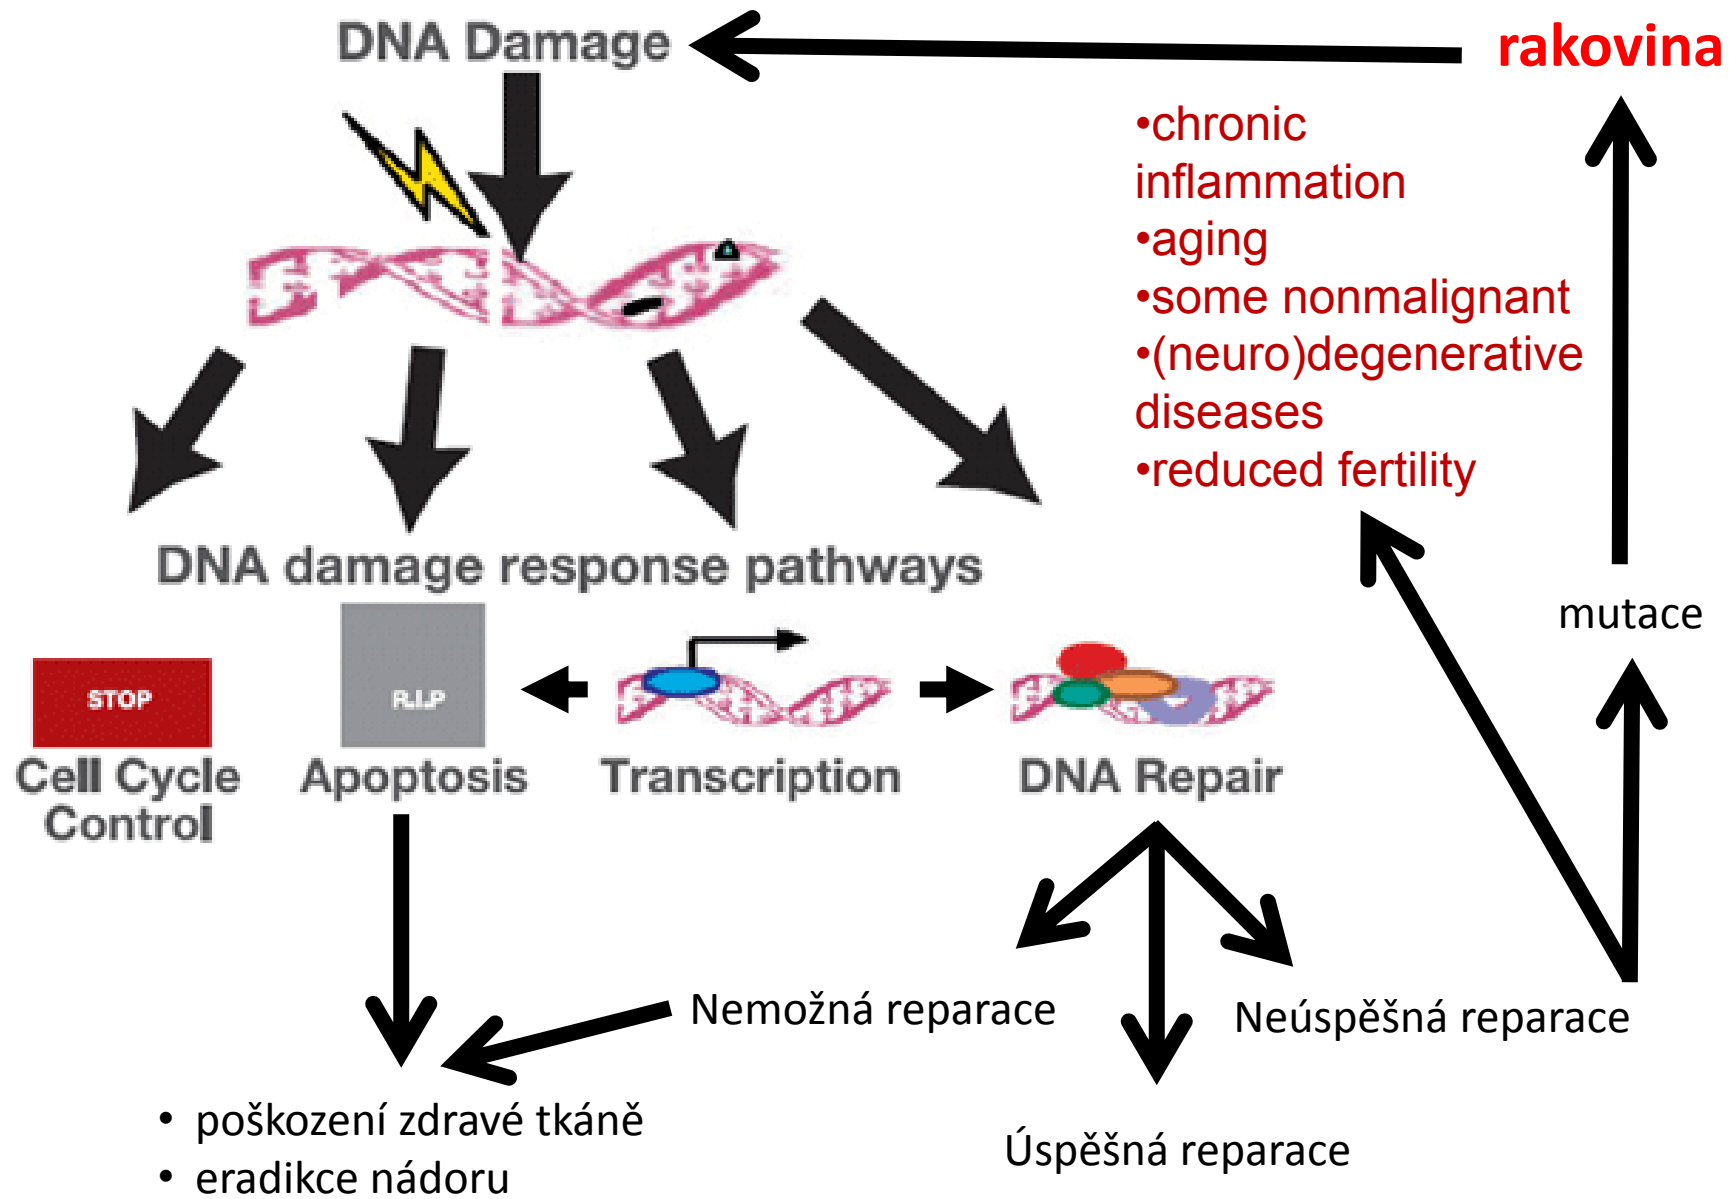 DNA Damage
rakovina
•chronic
inflammation
•aging
•some nonmalignant
•(neuro)degenerative
diseases
•reduced fertility
DNA damage response pathways
mutace
STOP
R.I.P
Cell Cycle
Control
Apoptosis
Transcription
DNA Repair
Nemožná reparace
Neúspěšná reparace
• poškození zdravé tkáně
• eradikce nádoru
Úspěšná reparace